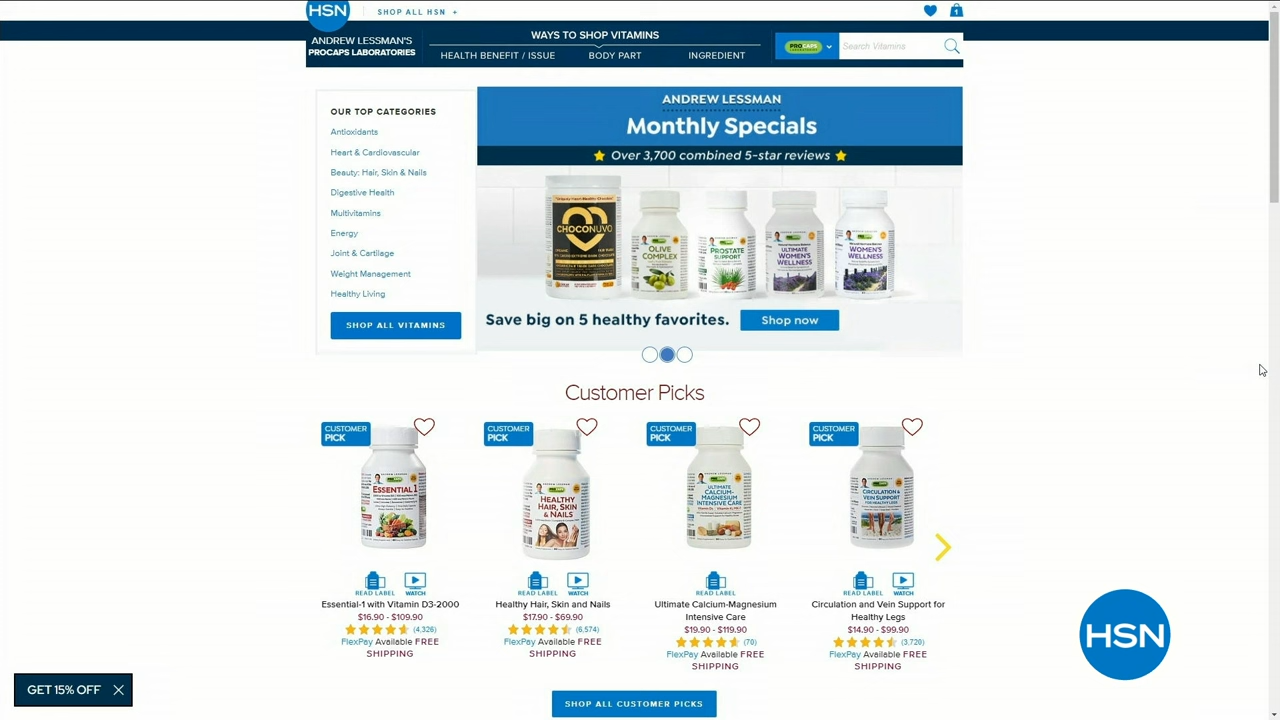 HSN
SHOP ALL HSN +
1
ANDREW LESSMAN'S
PROCAPS LABORATORIES
WAYS TO SHOP VITAMINS
HEALTH BENEFIT / ISSUE
BODY PART
INGREDIENT
PROCAPS
Search Vitamins
OUR TOP CATEGORIES
Antioxidants
Heart & Cardiovascular
Beauty: Hair, Skin & Nails
Digestive Health
Multivitamins
Energy
Joint & Cartilage
Weight Management
Healthy Living
SHOP ALL VITAMINS
ANDREW LESSMAN
Monthly Specials
Over 3,700 combined 5-star reviews
CHOCONUVO
OLIVE
COMPLEX
PROSTATE
SUPPORT
ULTIMATE
WOMEN'S
WELLNESS
WOMEN'S
WELLNESS
Save big on 5 healthy favorites.
Shop now
Customer Picks
CUSTOMER
PICK
ESSENTIAL 1
READ LABEL
WATCH
Essential-1 with Vitamin D3-2000
$16.90 - $109.90
(4,326)
FlexPay Available FREE
SHIPPING
CUSTOMER
PICK
HEALTHY
HAIR, SKIN
& NAILS
READ LABEL
WATCH
Healthy Hair, Skin and Nails
$17.90 - $69.90
(6,574)
FlexPay Available FREE
SHIPPING
CUSTOMER
PICK
ULTIMATE
CALCIUM-
MAGNESIUM
INTENSIVE CARE
READ LABEL
Ultimate Calcium-Magnesium
Intensive Care
$19.90 - $119.90
(70)
FlexPay Available FREE
SHIPPING
CUSTOMER
PICK
CIRCULATION &
VEIN SUPPORT
READ LABEL
WATCH
Circulation and Vein Support for
Healthy Legs
$14.90 - $99.90
(3,720)
FlexPay Available FREE
SHIPPING
HSN
GET 15% OFF
SHOP ALL CUSTOMER PICKS